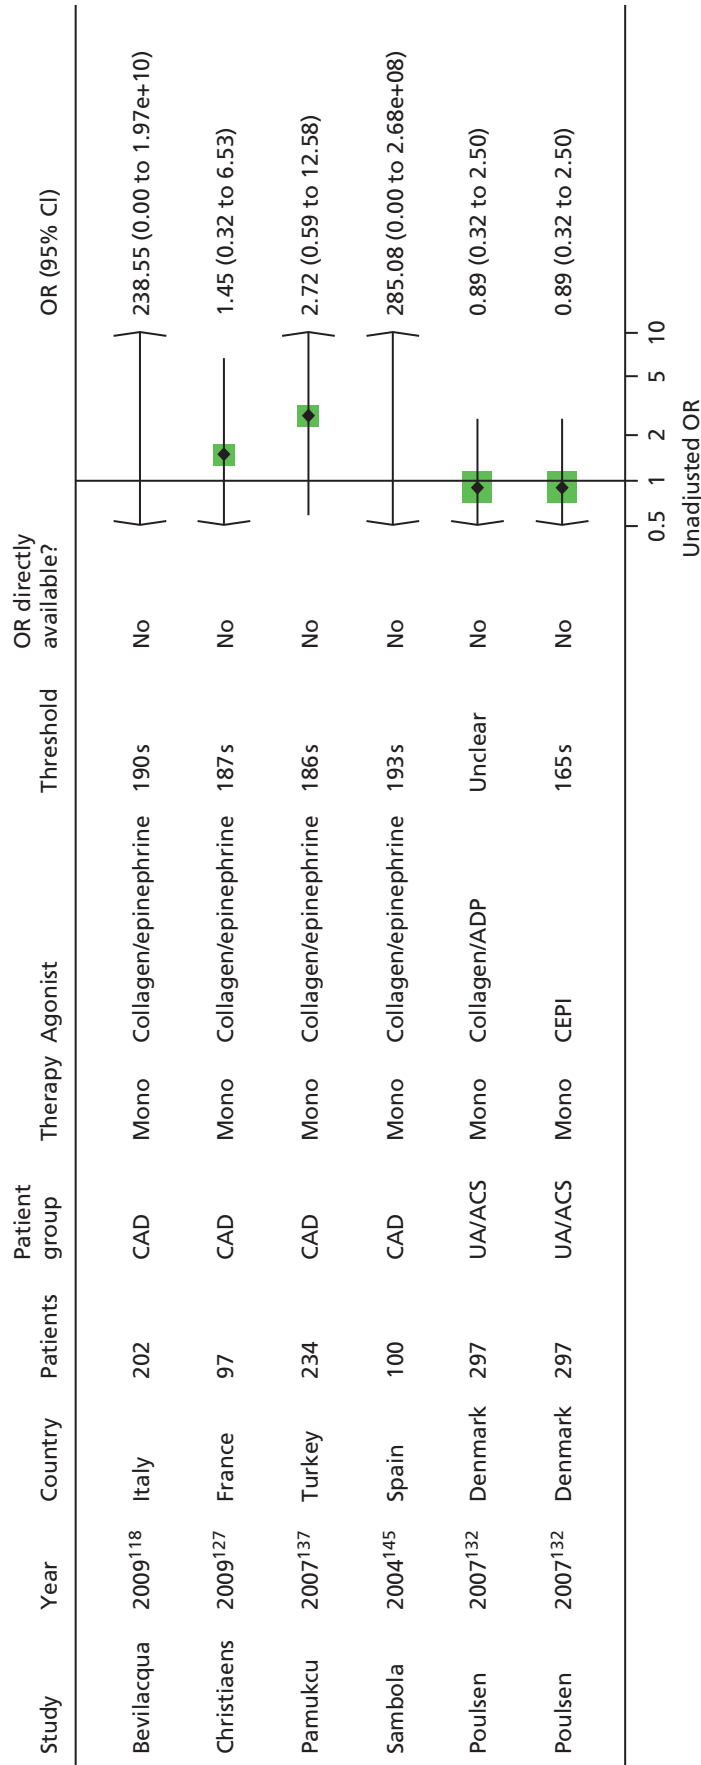 Study Year Country Patients Patient group Therapy Agonist Threshold OR directly available? OR (95% CI)
Bevilacqua 2009¹¹⁸ Italy 202 CAD Mono Collagen/epinephrine 190s No 238.55 (0.00 to 1.97e+10)
Christiaens 2009¹²⁷ France 97 CAD Mono Collagen/epinephrine 187s No 1.45 (0.32 to 6.53)
Pamukcu 2007¹³⁷ Turkey 234 CAD Mono Collagen/epinephrine 186s No 2.72 (0.59 to 12.58)
Sambola 2004¹⁴⁵ Spain 100 CAD Mono Collagen/epinephrine 193s No 285.08 (0.00 to 2.68e+08)
Poulsen 2007¹³² Denmark 297 UA/ACS Mono Collagen/ADP Unclear No 0.89 (0.32 to 2.50)
Poulsen 2007¹³² Denmark 297 UA/ACS Mono CEPI 165s No 0.89 (0.32 to 2.50)
0.5 1 2 5 10
Unadjusted OR